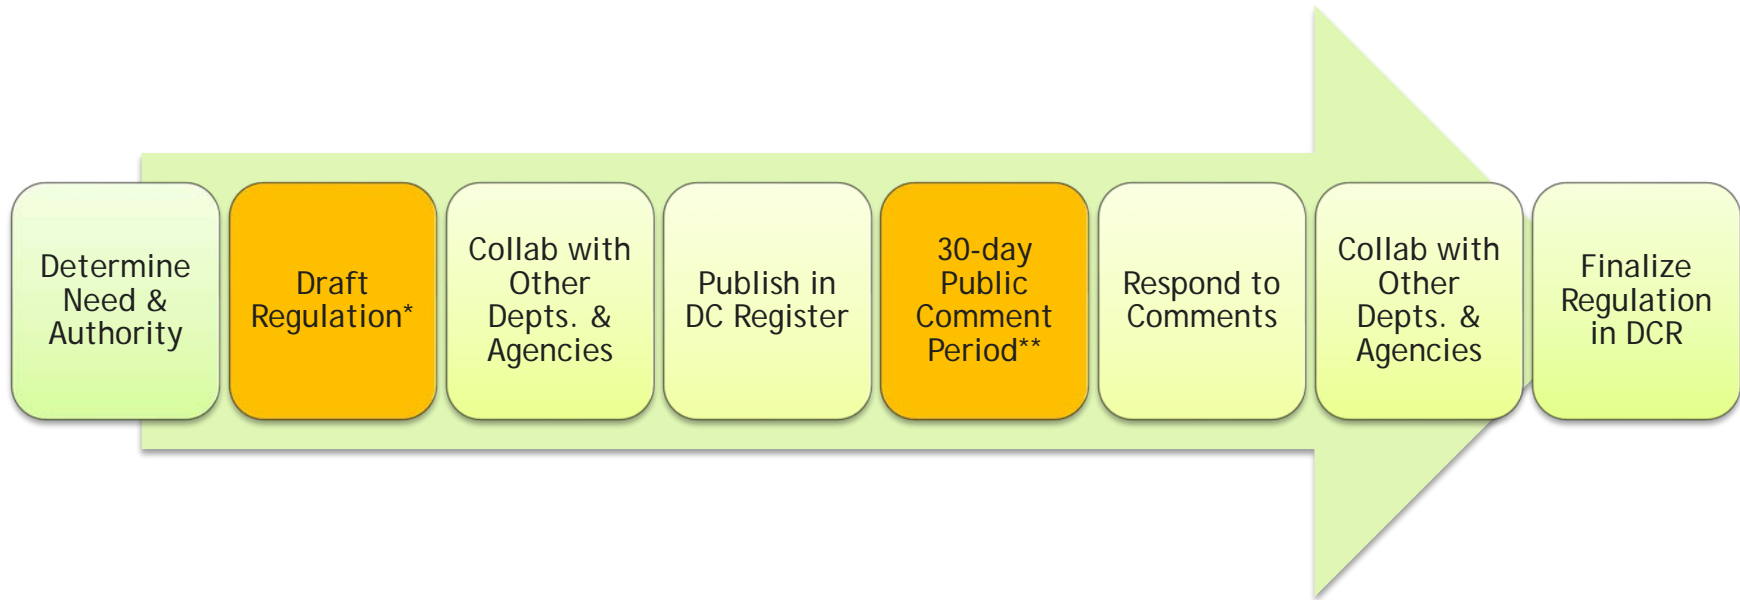 Determine
Need &
Authority
Draft
Regulation*
Collab with
Other
Depts. &
Agencies
Publish in
DC Register
30-day
Public
Comment
Period**
Respond to
Comments
Collab with
Other
Depts. &
Agencies
Finalize
Regulation
in DCR